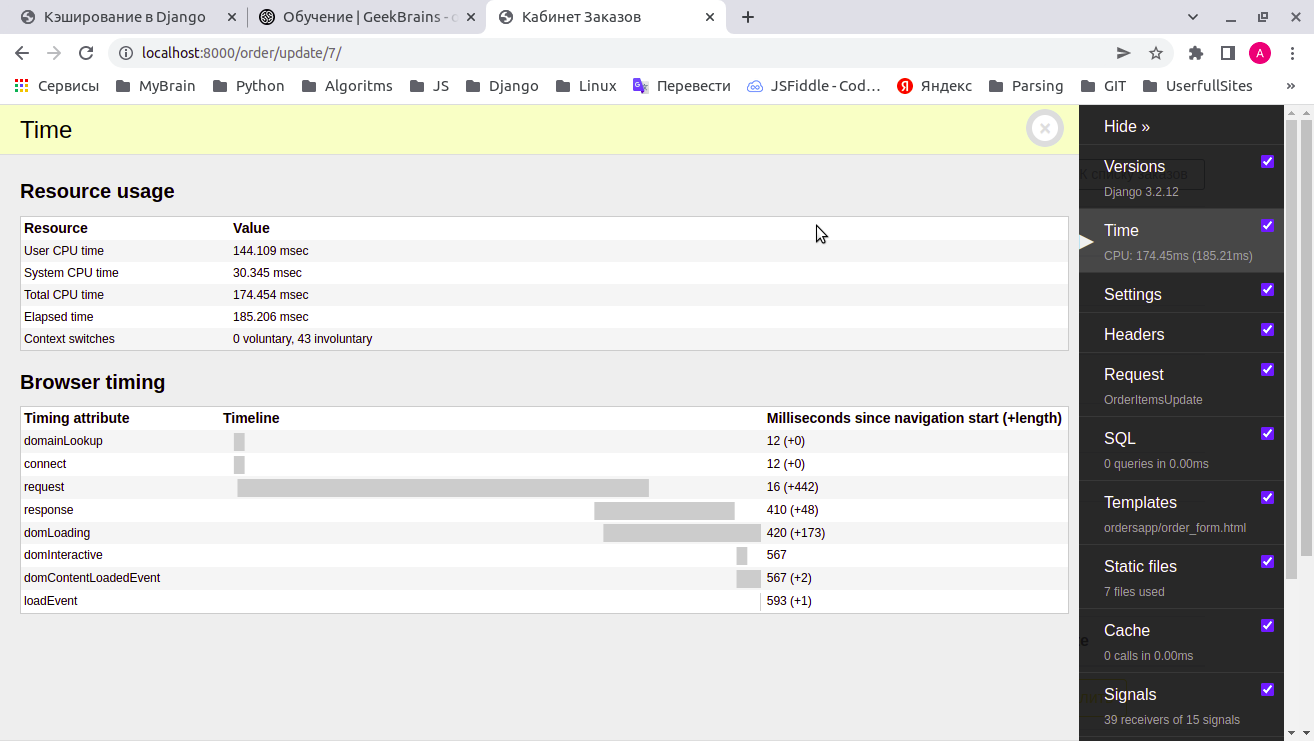 Кэширование в Django
Обучение | GeekBrains - c
Кабинет Заказов
localhost:8000/order/update/7/
A
Сервисы MyBrain Python Algoritms JS Django Linux Перевести JSFiddle - Cod… Яндекс Parsing GIT UserfullSites »
Time
Resource usage
Resource Value
User CPU time 144.109 msec
System CPU time 30.345 msec
Total CPU time 174.454 msec
Elapsed time 185.206 msec
Context switches 0 voluntary, 43 involuntary
Browser timing
Timing attribute Timeline Milliseconds since navigation start (+length)
domainLookup 12 (+0)
connect 12 (+0)
request 16 (+442)
response 410 (+48)
domLoading 420 (+173)
domInteractive 567
domContentLoadedEvent 567 (+2)
loadEvent 593 (+1)
Hide »
Versions
Django 3.2.12
Time
CPU: 174.45ms (185.21ms)
Settings
Headers
Request
OrderItemsUpdate
SQL
0 queries in 0.00ms
Templates
ordersapp/order_form.html
Static files
7 files used
Cache
0 calls in 0.00ms
Signals
39 receivers of 15 signals